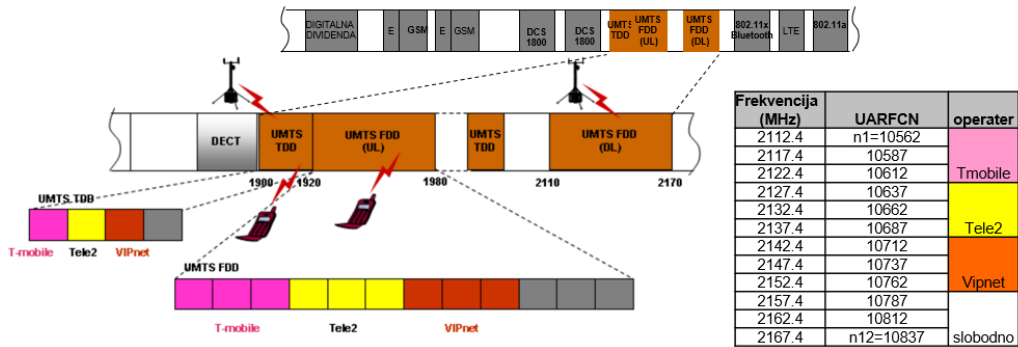 DIGITALNA DIVIDENDA
E
GSM
E
GSM
DCS 1800
DCS 1800
UMTS TDD
UMTS FDD (UL)
UMTS FDD (DL)
802.11x Bluetooth
LTE
802.11a
DECT
UMTS TDD
UMTS FDD (UL)
UMTS TDD
UMTS FDD (DL)
1900
1920
1980
2110
2170
UMTS TDD
T-mobile
Tele2
VIPnet
UMTS FDD
T-mobile
Tele2
VIPnet
Frekvencija (MHz) UARFCN operater
2112.4 n1=10562
2117.4 10587
2122.4 10612 Tmobile
2127.4 10637
2132.4 10662
2137.4 10687 Tele2
2142.4 10712
2147.4 10737
2152.4 10762 Vipnet
2157.4 10787
2162.4 10812
2167.4 n12=10837 slobodno